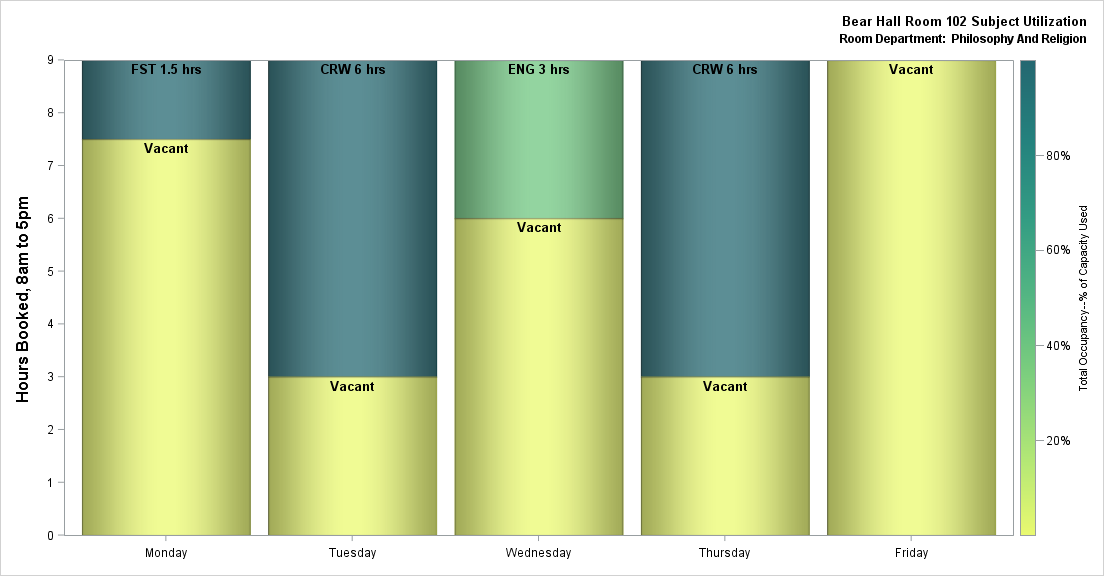 Bear Hall Room 102 Subject Utilization
Room Department: Philosophy And Religion
Hours Booked, 8am to 5pm
9
8
7
6
5
4
3
2
1
0
FST 1.5 hrs
Vacant
CRW 6 hrs
Vacant
ENG 3 hrs
Vacant
CRW 6 hrs
Vacant
Vacant
Monday
Tuesday
Wednesday
Thursday
Friday
80%
60%
40%
20%
Total Occupancy--% of Capacity Used